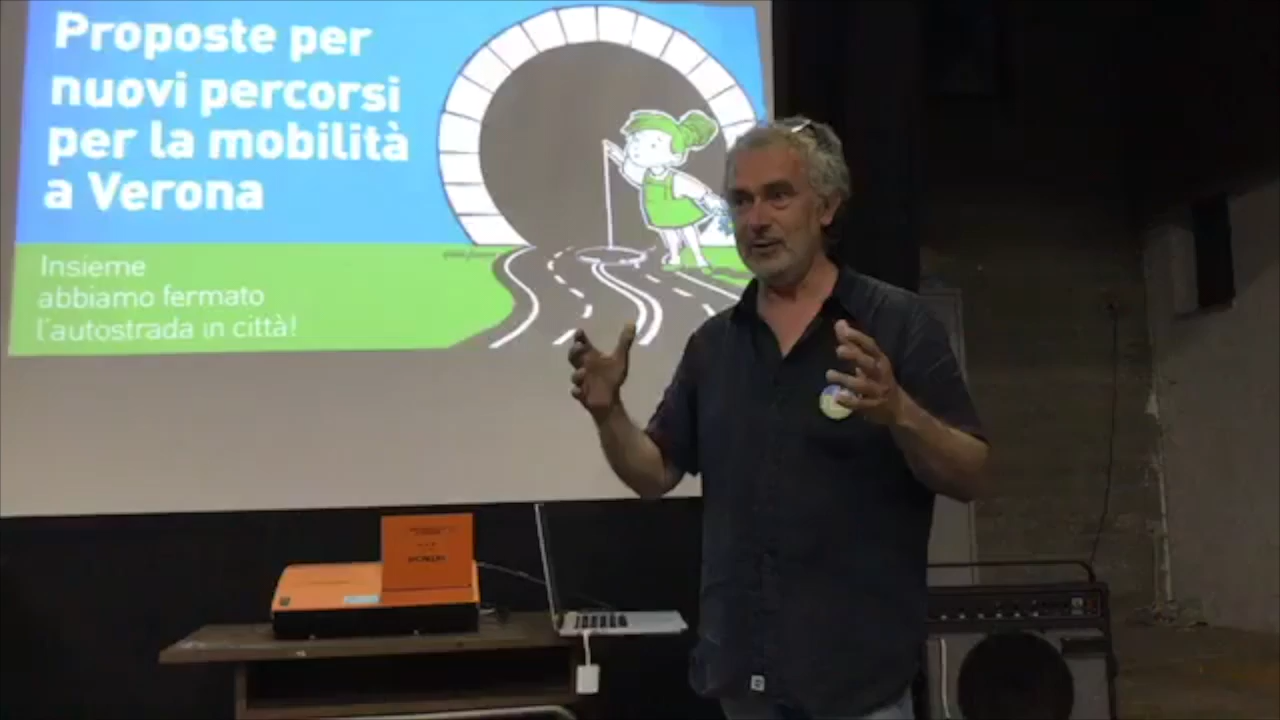 Proposte per
nuovi percorsi
per la mobilità
a Verona
Insieme
abbiamo fermato
l'autostrada in città!